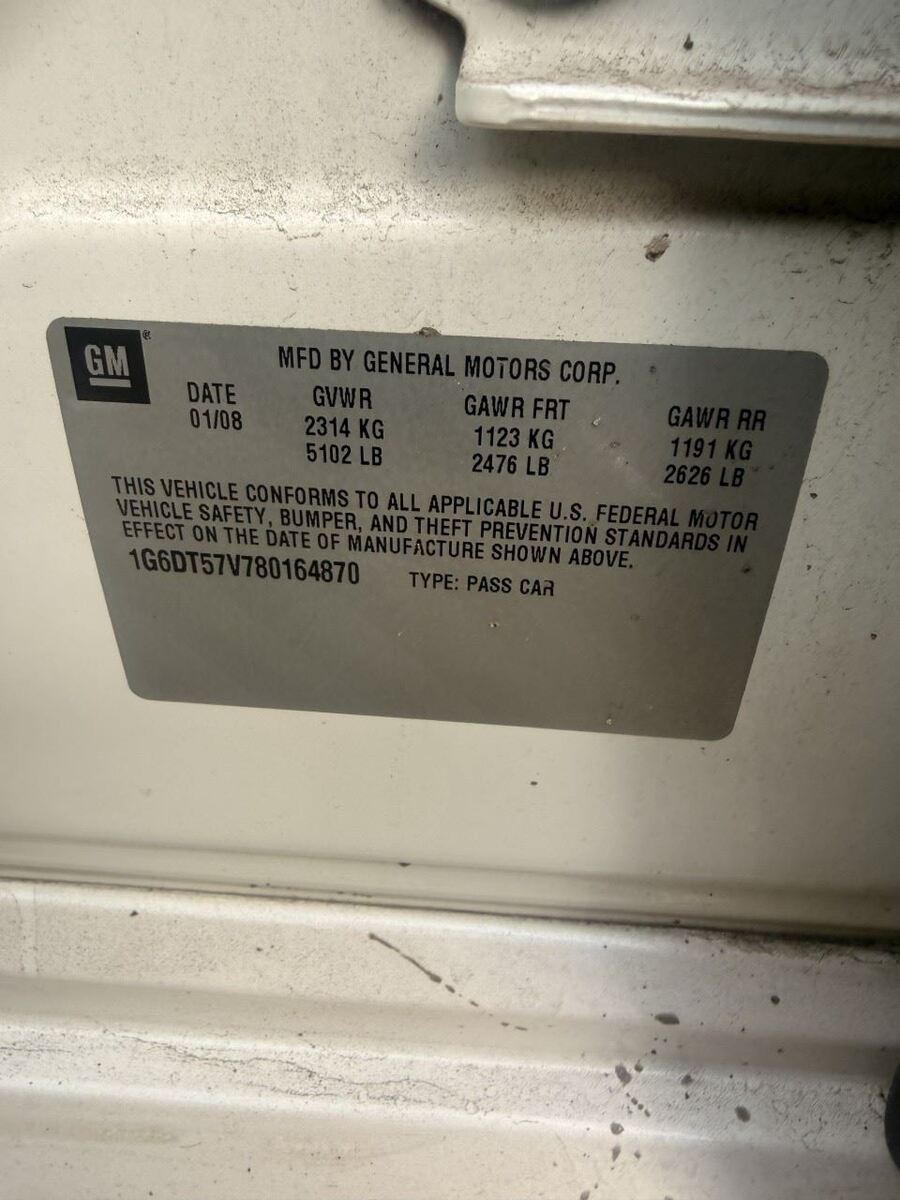 GM®
MFD BY GENERAL MOTORS CORP.
DATE GVWR GAWR FRT GAWR RR
01/08 2314 KG 1123 KG 1191 KG
5102 LB 2476 LB 2626 LB
THIS VEHICLE CONFORMS TO ALL APPLICABLE U.S. FEDERAL MOTOR
VEHICLE SAFETY, BUMPER, AND THEFT PREVENTION STANDARDS IN
EFFECT ON THE DATE OF MANUFACTURE SHOWN ABOVE.
1G6DT57V780164870 TYPE: PASS CAR